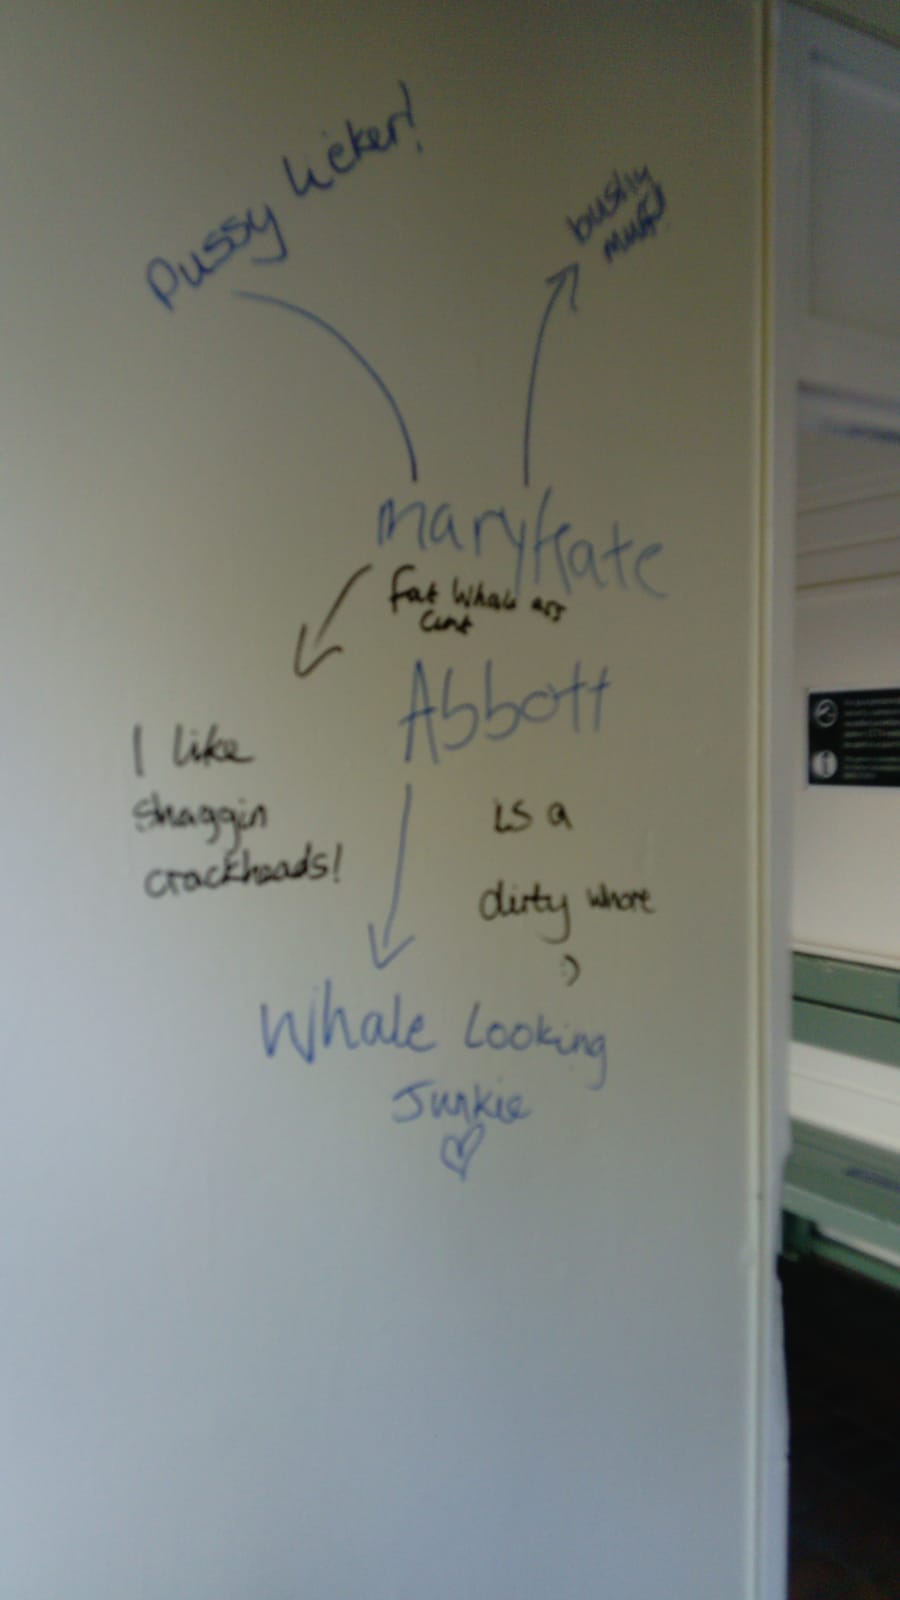 Pussy Licker!
bushy
muff!
maryKate
fat Whale ass
Cunt
Abbott
I like
Shaggin
crackheads!
is a
dirty whore
:)
Whale Looking
Junkie